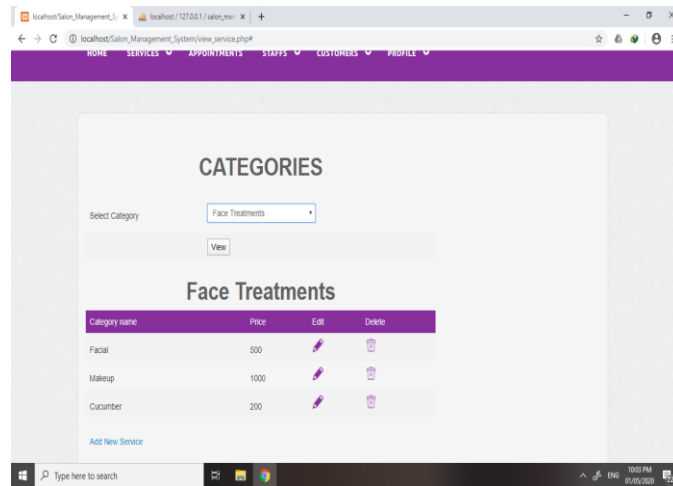 localhost/Salon_Management_S × localhost / 127.0.0.1 / salon_man × +
localhost/Salon_Management_System/view_service.php#
HOME SERVICES APPOINTMENTS STAFFS CUSTOMERS PROFILE
CATEGORIES
Select Category Face Treatments
View
Face Treatments
Category name Price Edit Delete
Facial 500
Makeup 1000
Cucumber 200
Add New Service
Type here to search ENG 10:03 PM
01/05/2020